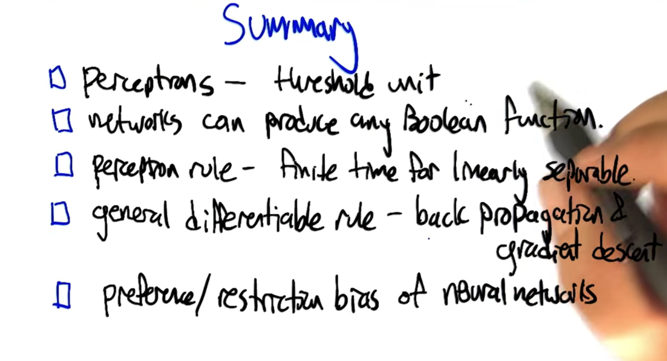 Summary
perceptrons - threshold unit
networks can produce any Boolean function.
perceptron rule - finite time for linearly separable.
general differentiable rule - back propagation &
gradient descent
preference/restriction bias of neural networks